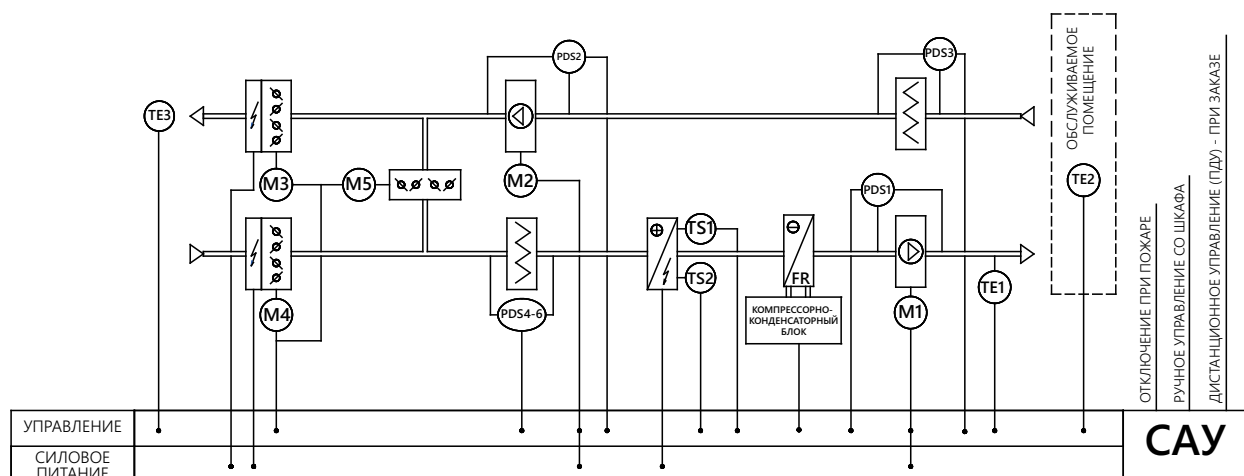 PDS2
PDS3
TE3
M3
M5
M2
ОБСЛУЖИВАЕМОЕ
ПОМЕЩЕНИЕ
TE2
PDS1
TS1
TS2
FR
TE1
M4
PDS4-6
КОМПРЕССОРНО-
КОНДЕНСАТОРНЫЙ
БЛОК
M1
ОТКЛЮЧЕНИЕ ПРИ ПОЖАРЕ
РУЧНОЕ УПРАВЛЕНИЕ СО ШКАФА
ДИСТАНЦИОННОЕ УПРАВЛЕНИЕ (ПДУ) - ПРИ ЗАКАЗЕ
УПРАВЛЕНИЕ
СИЛОВОЕ
ПИТАНИЕ
САУ